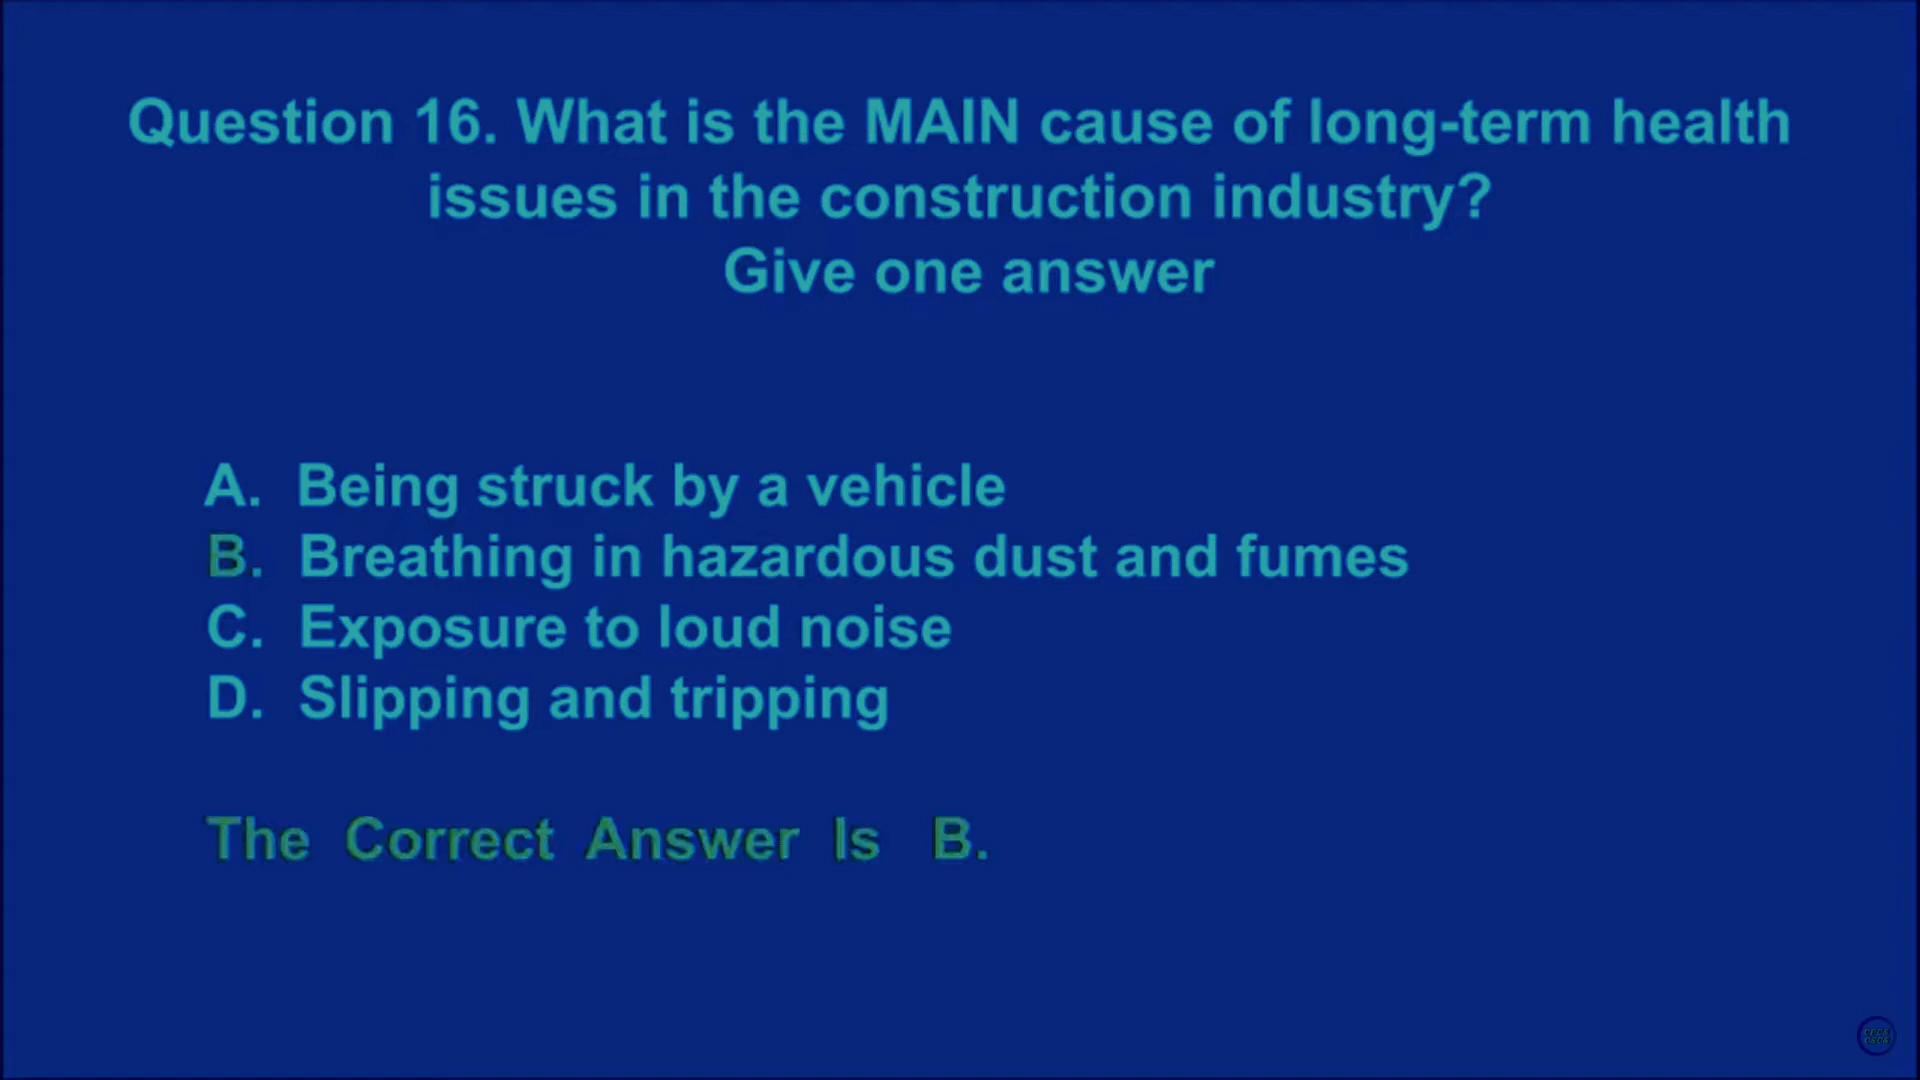 Question 16. What is the MAIN cause of long-term health
issues in the construction industry?
Give one answer
A. Being struck by a vehicle
B. Breathing in hazardous dust and fumes
C. Exposure to loud noise
D. Slipping and tripping
The Correct Answer Is B.